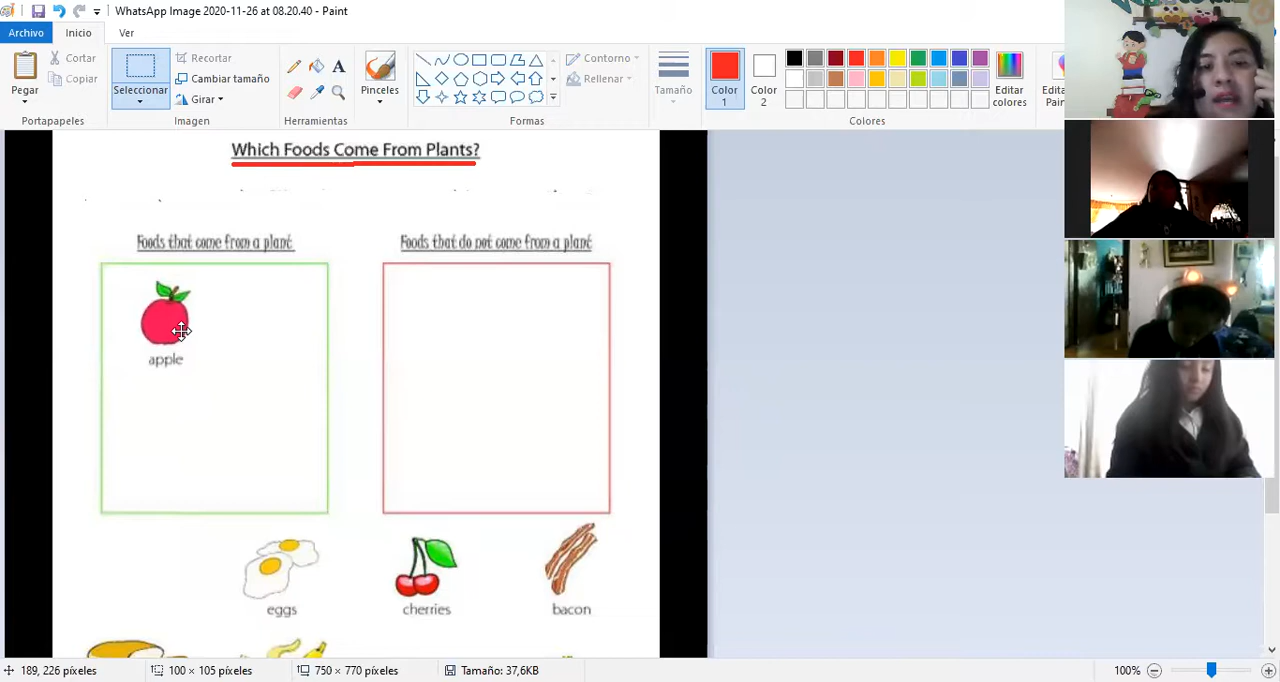 WhatsApp Image 2020-11-26 at 08.20.40 - Paint
Archivo Inicio Ver
Pegar
Cortar
Copiar
Portapapeles
Seleccionar
Recortar
Cambiar tamaño
Girar
Imagen
A
Herramientas
Pinceles
Contorno
Rellenar
Formas
Tamaño
Color 1
Color 2
Editar colores
Colores
Which Foods Come From Plants?
Foods that come from a plant
Foods that do not come from a plant
apple
eggs
cherries
bacon
189, 226 píxeles
100 × 105 píxeles
750 × 770 píxeles
Tamaño: 37,6KB
100%